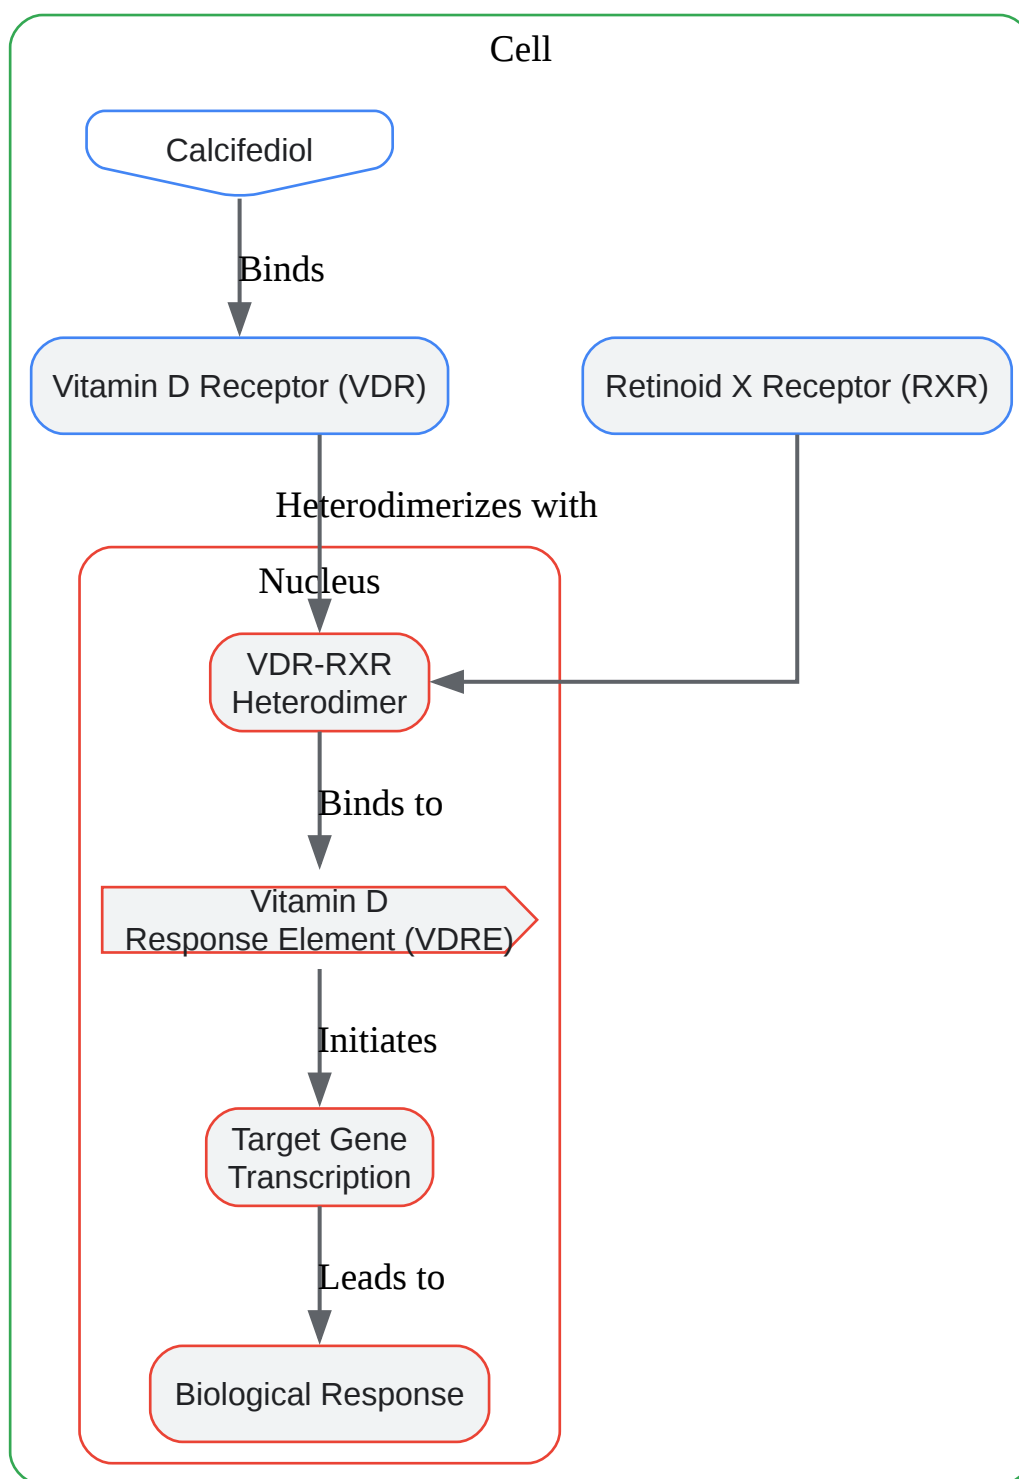 Cell
Calcifediol
Binds
Vitamin D Receptor (VDR)
Retinoid X Receptor (RXR)
Heterodimerizes with
Nucleus
VDR-RXR
Heterodimer
Binds to
Vitamin D
Response Element (VDRE)
Initiates
Target Gene
Transcription
Leads to
Biological Response